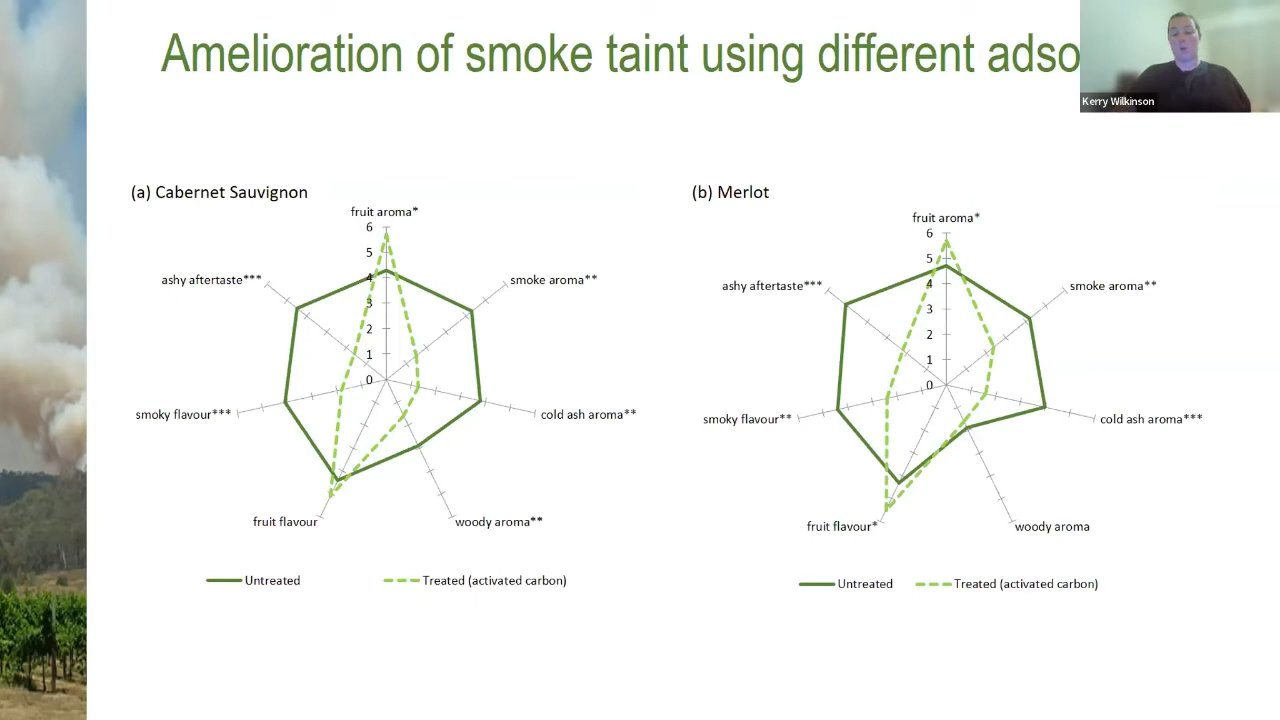 Amelioration of smoke taint using different adso
Kerry Wilkinson
(a) Cabernet Sauvignon
fruit aroma*
6
5
4
3
2
1
0
ashy aftertaste***
smoke aroma**
smoky flavour***
cold ash aroma**
fruit flavour
woody aroma**
Untreated
Treated (activated carbon)
(b) Merlot
fruit aroma*
6
5
4
3
2
1
0
ashy aftertaste***
smoke aroma**
smoky flavour**
cold ash aroma***
fruit flavour*
woody aroma
Untreated
Treated (activated carbon)